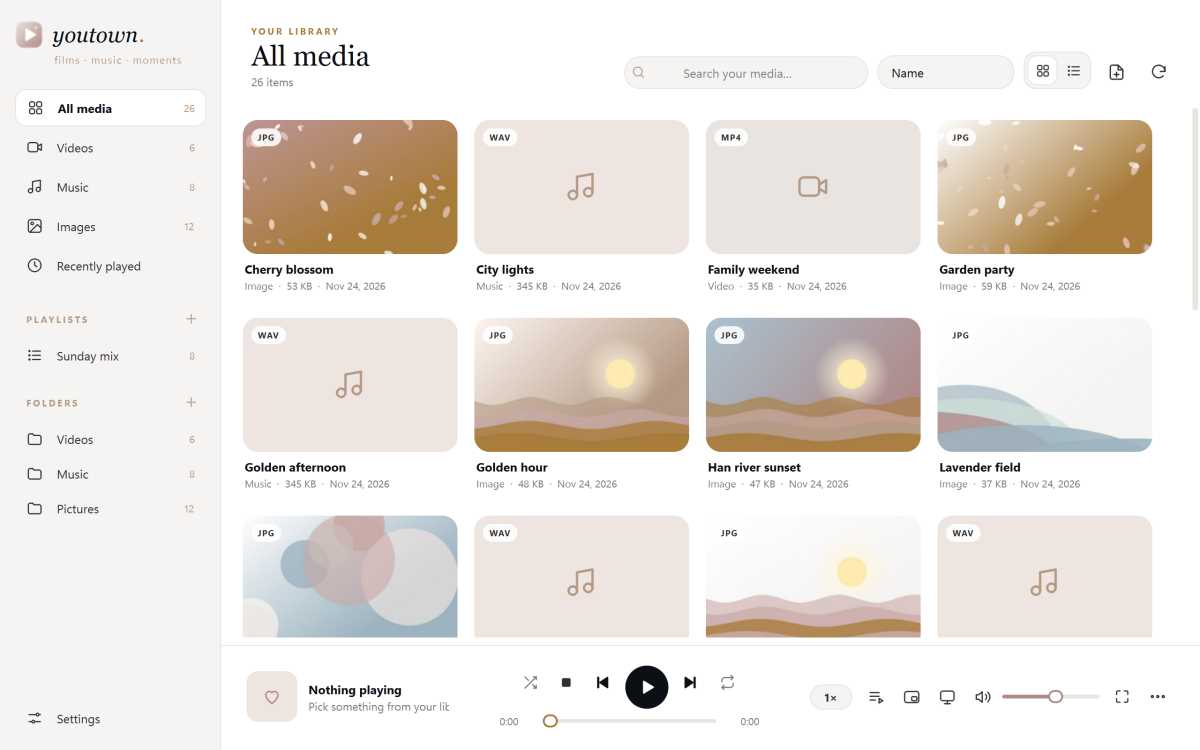 youtown.
films · music · moments
All media 26
Videos 6
Music 8
Images 12
Recently played
PLAYLISTS
Sunday mix 8
FOLDERS
Videos 6
Music 8
Pictures 12
Settings
YOUR LIBRARY
All media
26 items
Search your media...
Name
JPG
WAV
MP4
JPG
Cherry blossom
Image · 53 KB · Nov 24, 2026
City lights
Music · 345 KB · Nov 24, 2026
Family weekend
Video · 35 KB · Nov 24, 2026
Garden party
Image · 59 KB · Nov 24, 2026
WAV
JPG
JPG
JPG
Golden afternoon
Music · 345 KB · Nov 24, 2026
Golden hour
Image · 48 KB · Nov 24, 2026
Han river sunset
Image · 47 KB · Nov 24, 2026
Lavender field
Image · 37 KB · Nov 24, 2026
JPG
WAV
JPG
WAV
Nothing playing
Pick something from your lit
0:00
0:00
1×